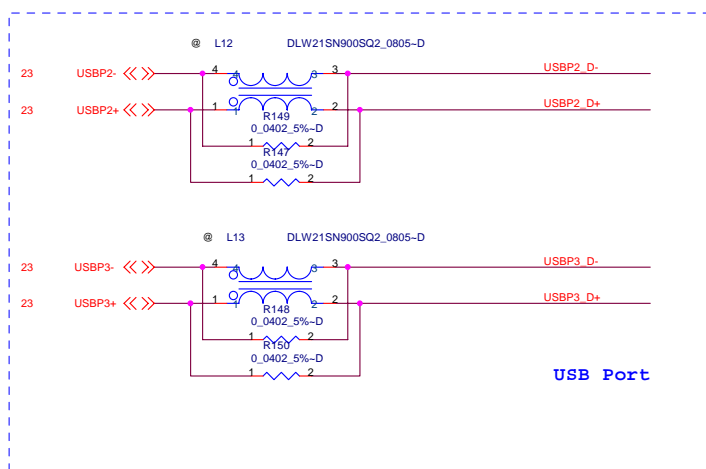 @ L12 DLW21SN900SQ2_0805~D
23 USBP2- 4 4 3 3 USBP2_D-
23 USBP2+ 1 1 2 2 USBP2_D+
R149
0_0402_5%~D
1 2
R147
0_0402_5%~D
1 2
@ L13 DLW21SN900SQ2_0805~D
23 USBP3- 4 4 3 3 USBP3_D-
23 USBP3+ 1 1 2 2 USBP3_D+
R148
0_0402_5%~D
1 2
R150
0_0402_5%~D
1 2
USB Port